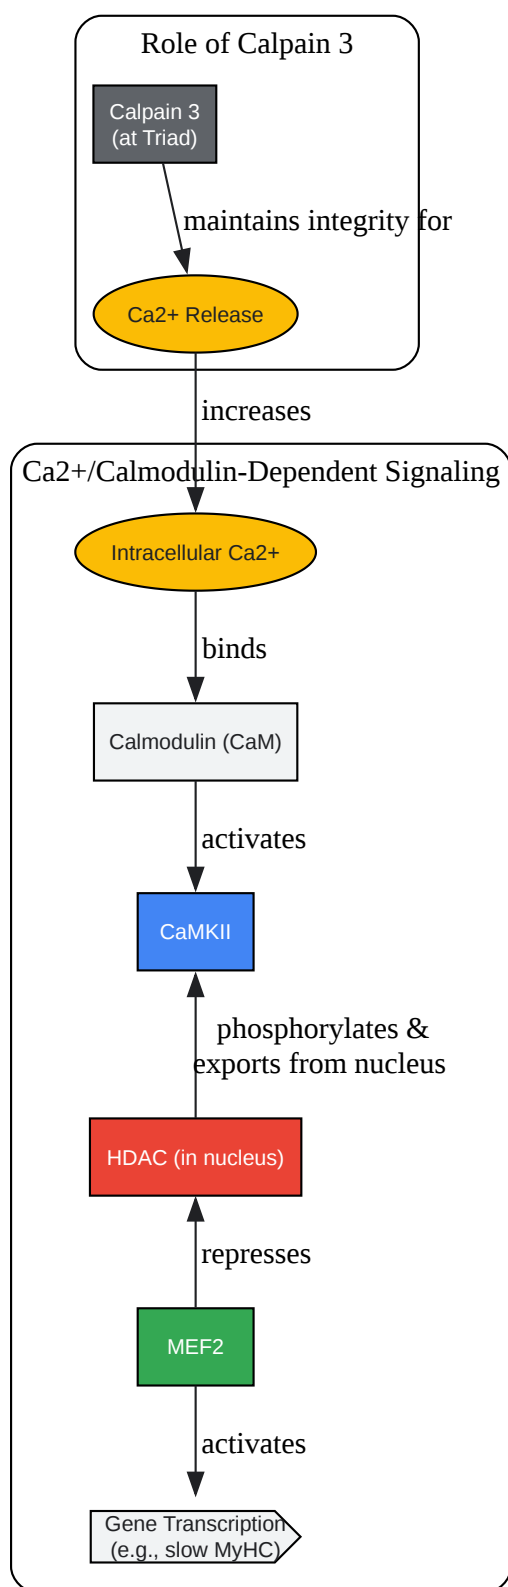 Role of Calpain 3
Calpain 3
(at Triad)
maintains integrity for
Ca2+ Release
increases
Ca2+/Calmodulin-Dependent Signaling
Intracellular Ca2+
binds
Calmodulin (CaM)
activates
CaMKII
phosphorylates &
exports from nucleus
HDAC (in nucleus)
represses
MEF2
activates
Gene Transcription
(e.g., slow MyHC)